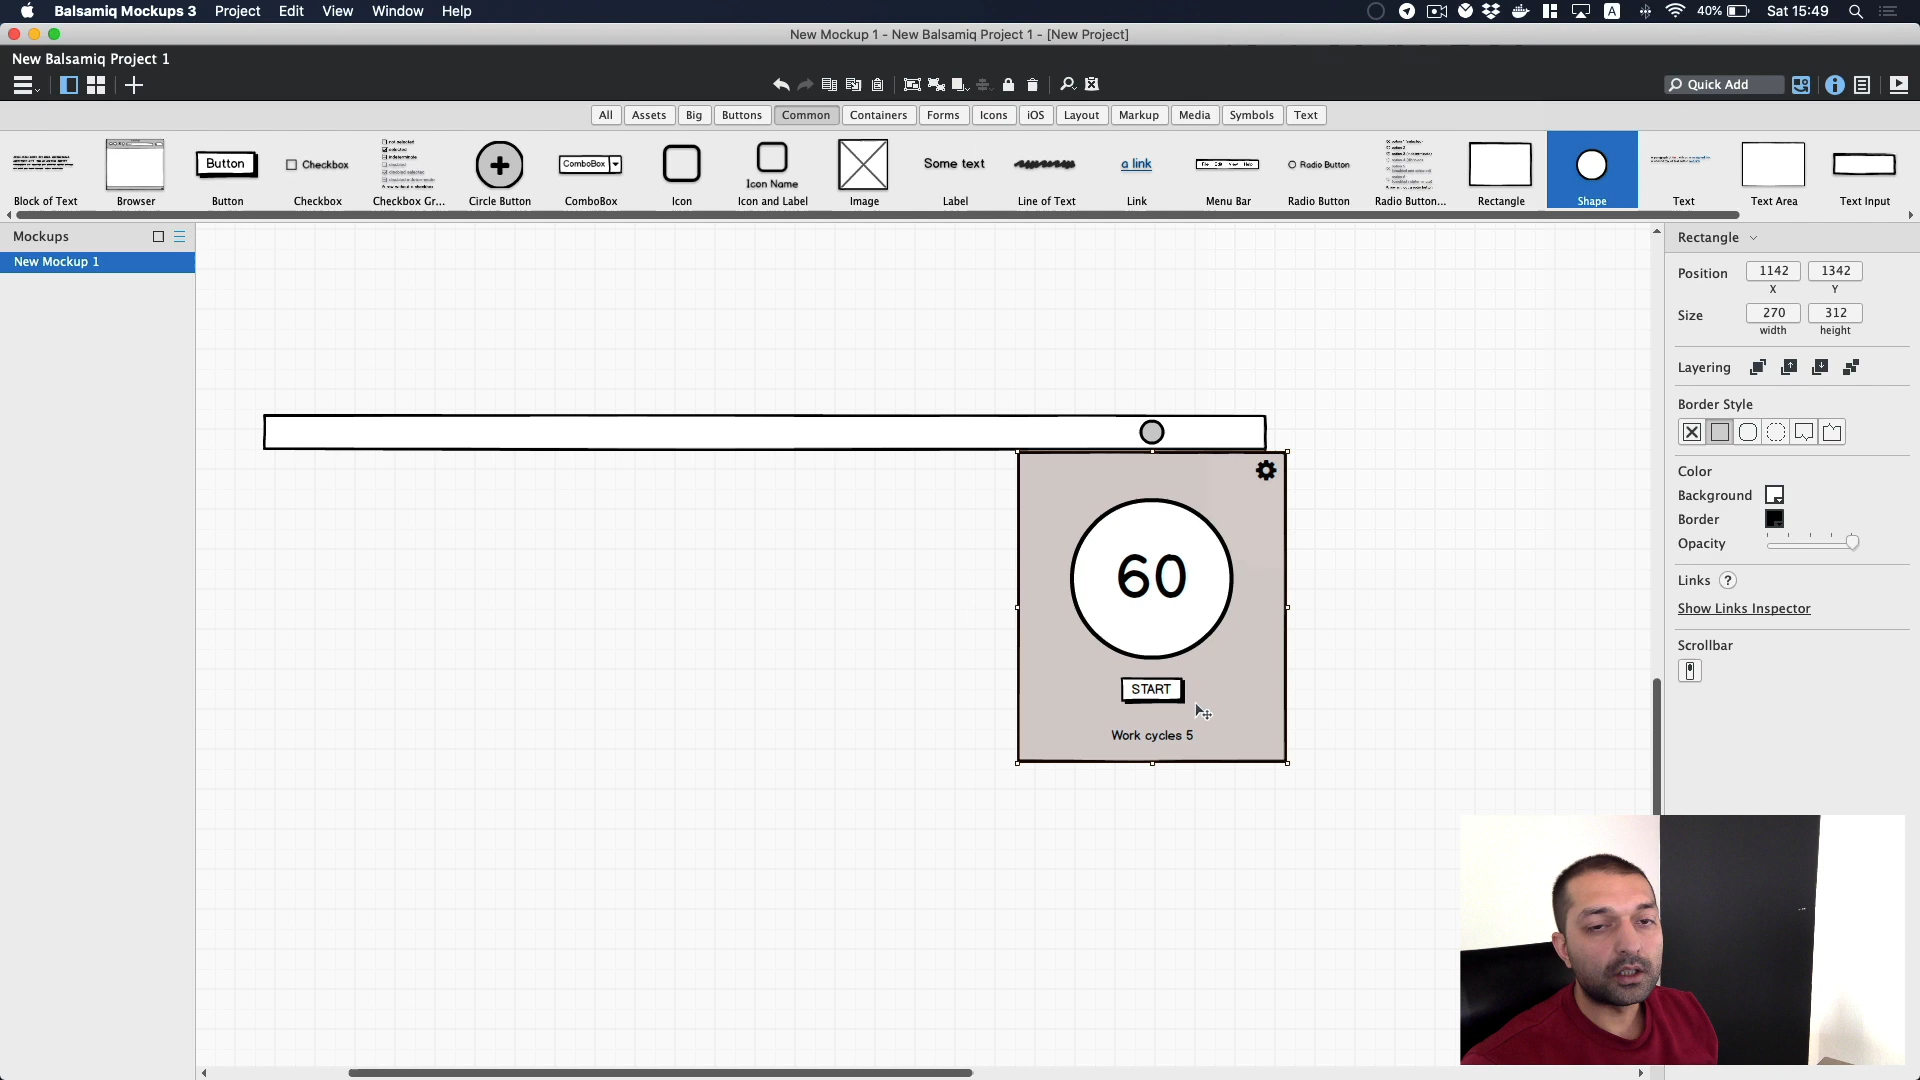 Balsamiq Mockups 3 Project Edit View Window Help
A 40% Sat 15:49
New Mockup 1 - New Balsamiq Project 1 - [New Project]
New Balsamiq Project 1
Quick Add
All Assets Big Buttons Common Containers Forms Icons iOS Layout Markup Media Symbols Text
Button Checkbox ComboBox Icon Name Some text a link Radio Button
Block of Text Browser Button Checkbox Checkbox Gr... Circle Button ComboBox Icon Icon and Label Image Label Line of Text Link Menu Bar Radio Button Radio Button... Rectangle Shape Text Text Area Text Input
Mockups
New Mockup 1
60
START
Work cycles 5
Rectangle
Position 1142 1342
X Y
Size 270 312
width height
Layering
Border Style
Color
Background
Border
Opacity
Links ?
Show Links Inspector
Scrollbar